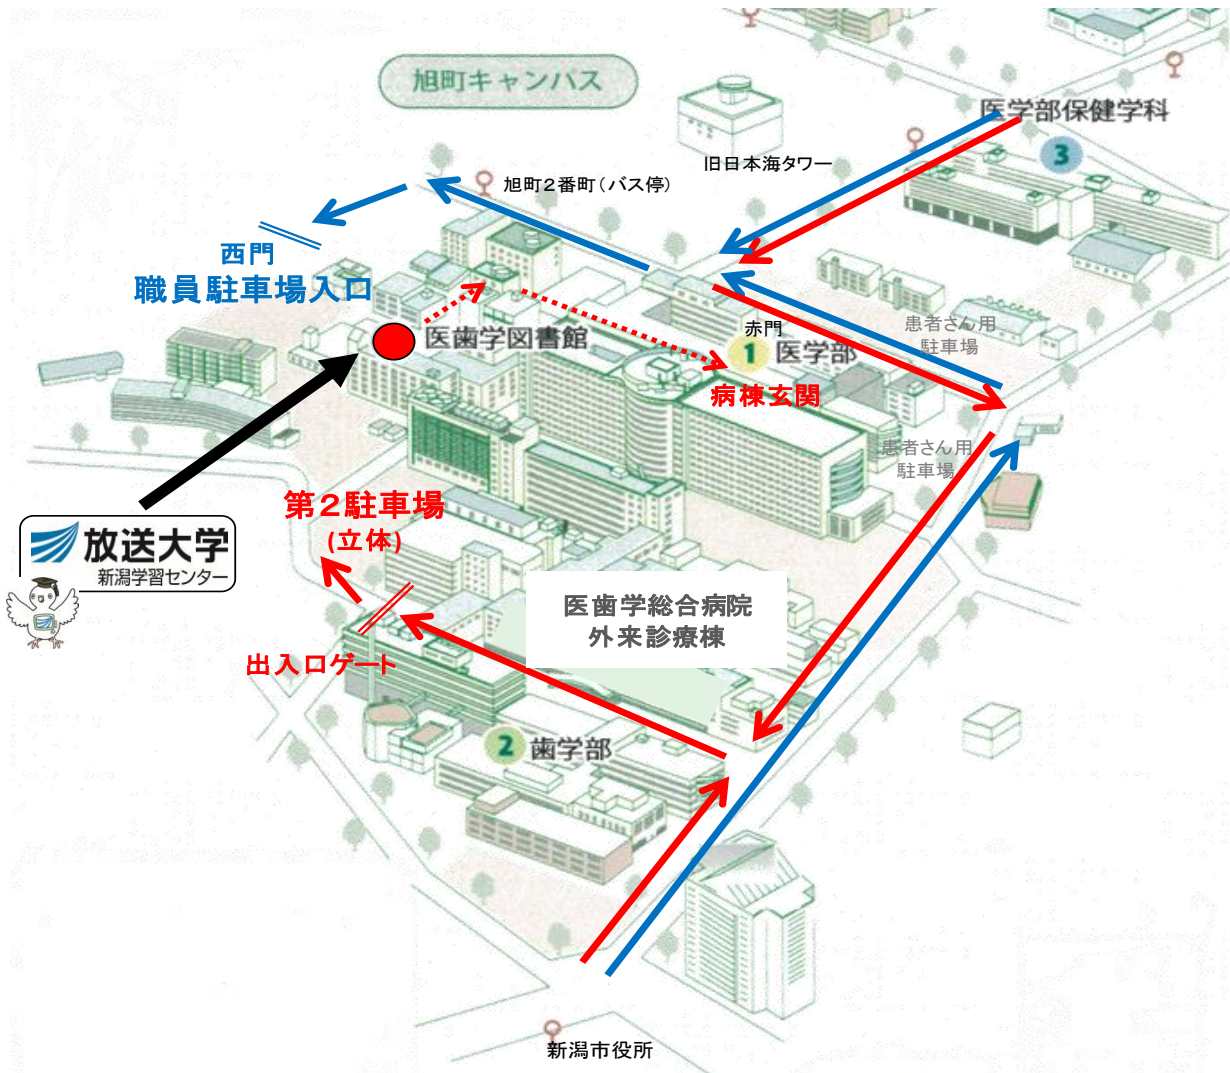 旭町キャンパス
医学部保健学科
3
旧日本海タワー
旭町2番町(バス停)
西門
職員駐車場入口
医歯学図書館
赤門
1 医学部
患者さん用
駐車場
病棟玄関
患者さん用
駐車場
第2駐車場
(立体)
放送大学
新潟学習センター
医歯学総合病院
外来診療棟
出入口ゲート
2 歯学部
新潟市役所